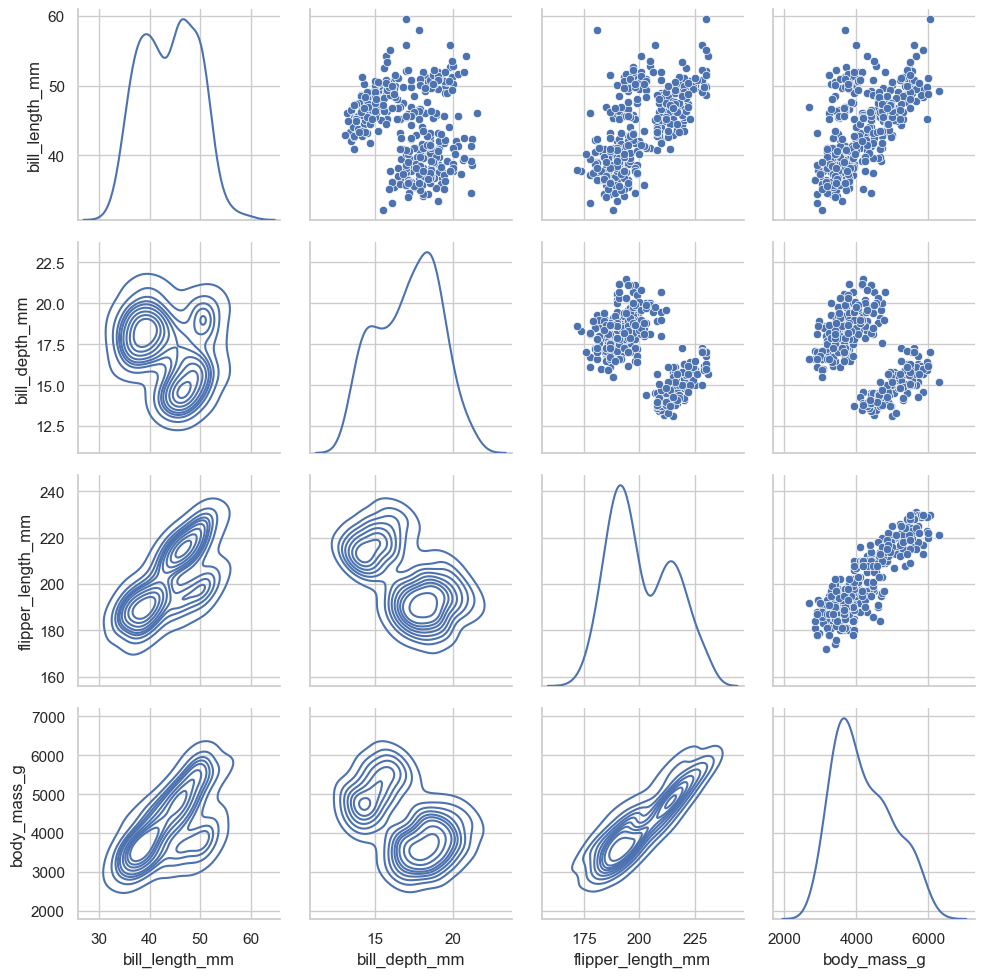 60
50
40
bill_length_mm
22.5
20.0
17.5
15.0
12.5
bill_depth_mm
240
220
200
180
160
flipper_length_mm
7000
6000
5000
4000
3000
2000
body_mass_g
30 40 50 60
15 20
175 200 225
2000 4000 6000
bill_length_mm
bill_depth_mm
flipper_length_mm
body_mass_g